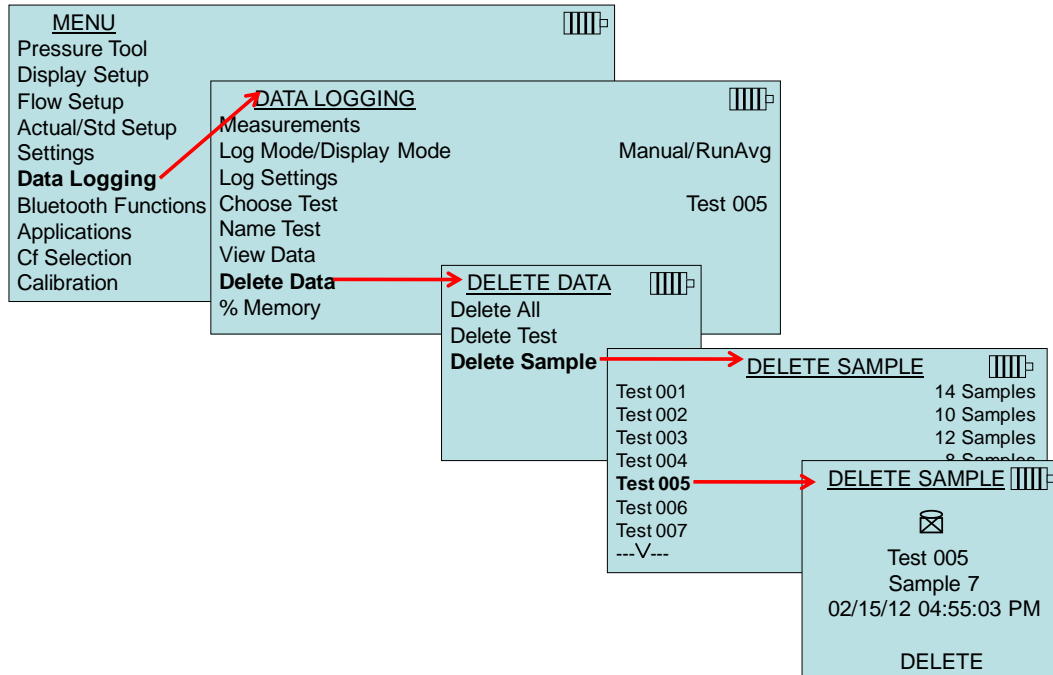 MENU
Pressure Tool
Display Setup
Flow Setup
Actual/Std Setup
Settings
Data Logging
Bluetooth Functions
Applications
Cf Selection
Calibration
DATA LOGGING
Measurements
Log Mode/Display Mode Manual/RunAvg
Log Settings
Choose Test Test 005
Name Test
View Data
Delete Data
% Memory
DELETE DATA
Delete All
Delete Test
Delete Sample
DELETE SAMPLE
Test 001 14 Samples
Test 002 10 Samples
Test 003 12 Samples
Test 004 8 Samples
Test 005
Test 006
Test 007
---V---
DELETE SAMPLE
Test 005
Sample 7
02/15/12 04:55:03 PM
DELETE